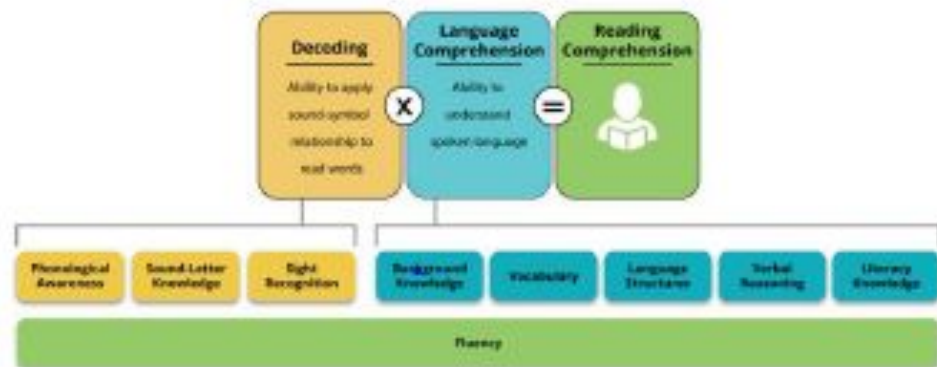 Decoding
Ability to apply
sound-symbol
relationship to
read words
X
Language
Comprehension
Ability to
understand
spoken language
=
Reading
Comprehension
Phonological
Awareness
Sound-Letter
Knowledge
Sight
Recognition
Background
Knowledge
Vocabulary
Language
Structures
Verbal
Reasoning
Literacy
Knowledge
Fluency